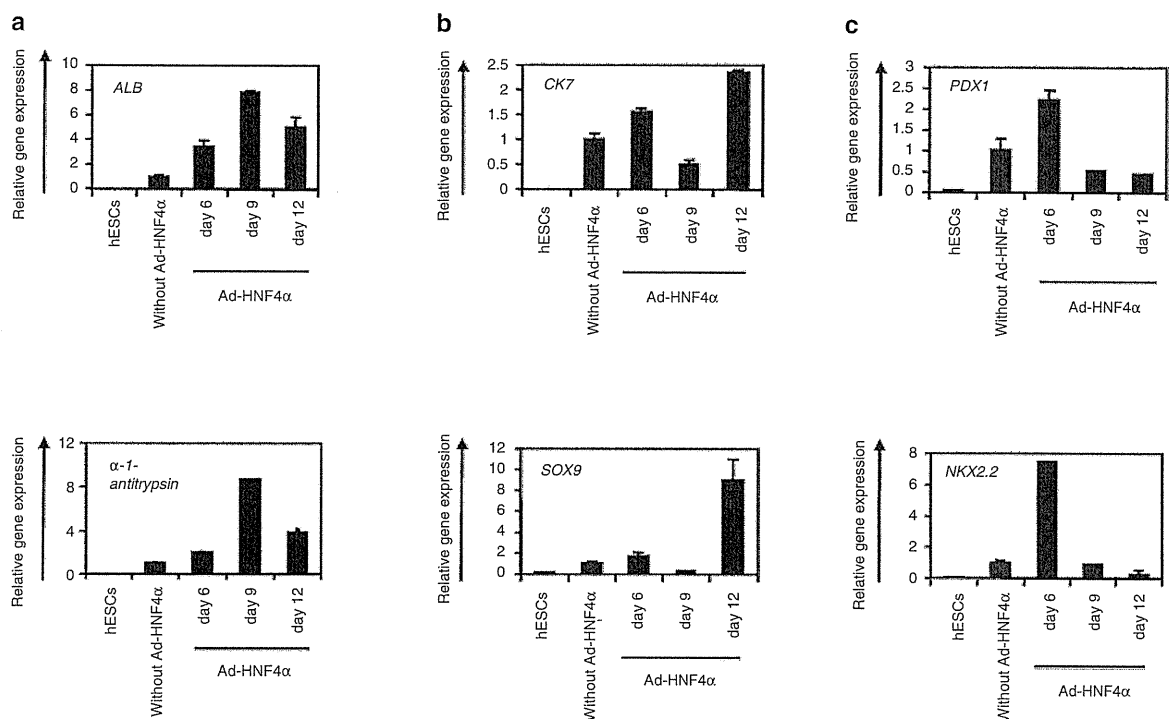 a
Relative gene expression
10
8
6
4
2
0
ALB
hESCs
Without Ad-HNF4α
day 6
day 9
day 12
Ad-HNF4α
b
Relative gene expression
2.5
2
1.5
1
0.5
0
CK7
hESCs
Without Ad-HNF4α
day 6
day 9
day 12
Ad-HNF4α
c
Relative gene expression
3
2.5
2
1.5
1
0.5
0
PDX1
hESCs
Without Ad-HNF4α
day 6
day 9
day 12
Ad-HNF4α
Relative gene expression
12
8
4
0
α-1-
antitrypsin
hESCs
Without Ad-HNF4α
day 6
day 9
day 12
Ad-HNF4α
Relative gene expression
12
10
8
6
4
2
0
SOX9
hESCs
Without Ad-HNF4α
day 6
day 9
day 12
Ad-HNF4α
Relative gene expression
8
6
4
2
0
NKX2.2
hESCs
Without Ad-HNF4α
day 6
day 9
day 12
Ad-HNF4α